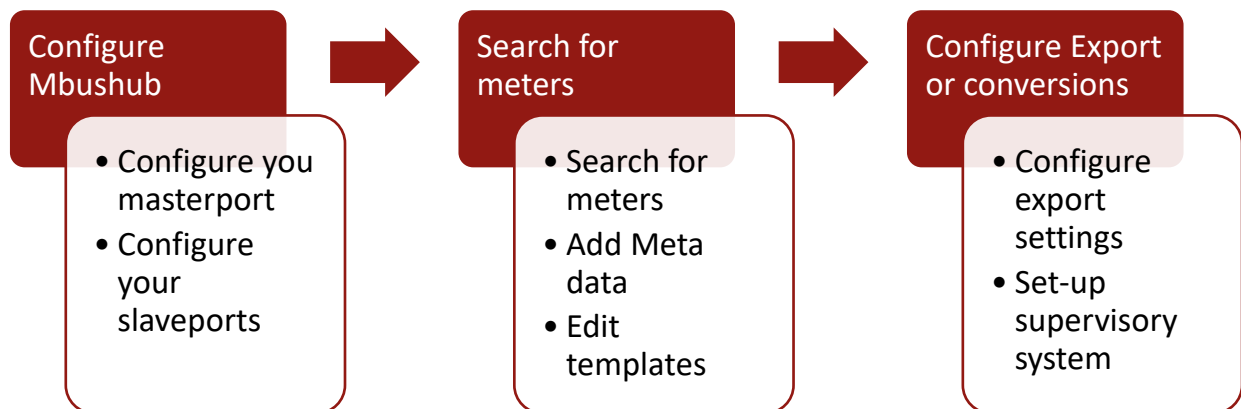 Configure
Mbushub
• Configure you
masterport
• Configure
your
slaveports
Search for
meters
• Search for
meters
• Add Meta
data
• Edit
templates
Configure Export
or conversions
• Configure
export
settings
• Set-up
supervisory
system